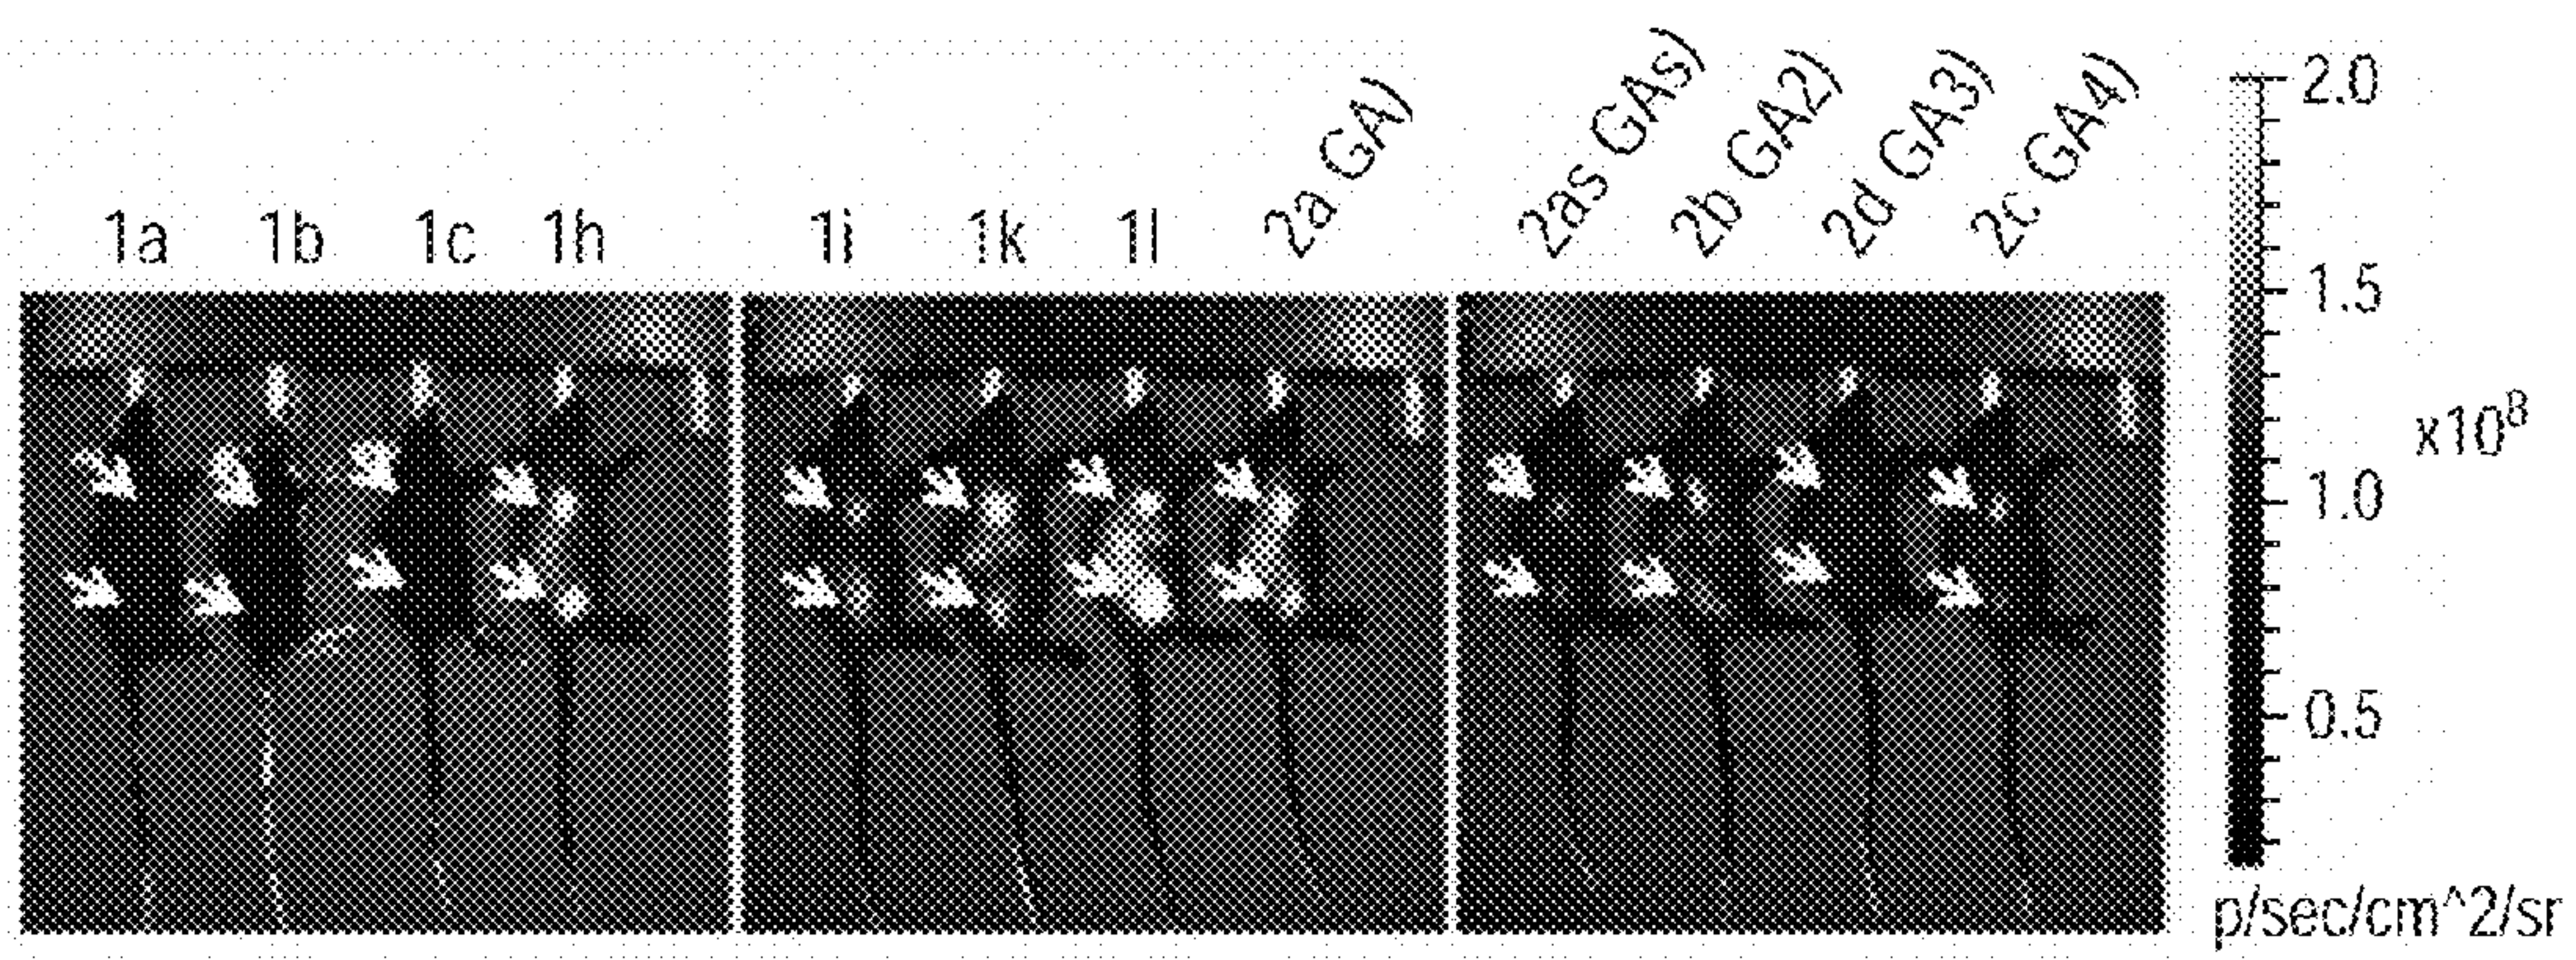 1a 1b 1c 1h 1i 1k 1l 2a GA) 2as GAs) 2b GA2) 2d GA3) 2c GA4)
2.0
1.5
x10^8
1.0
0.5
p/sec/cm^2/sr